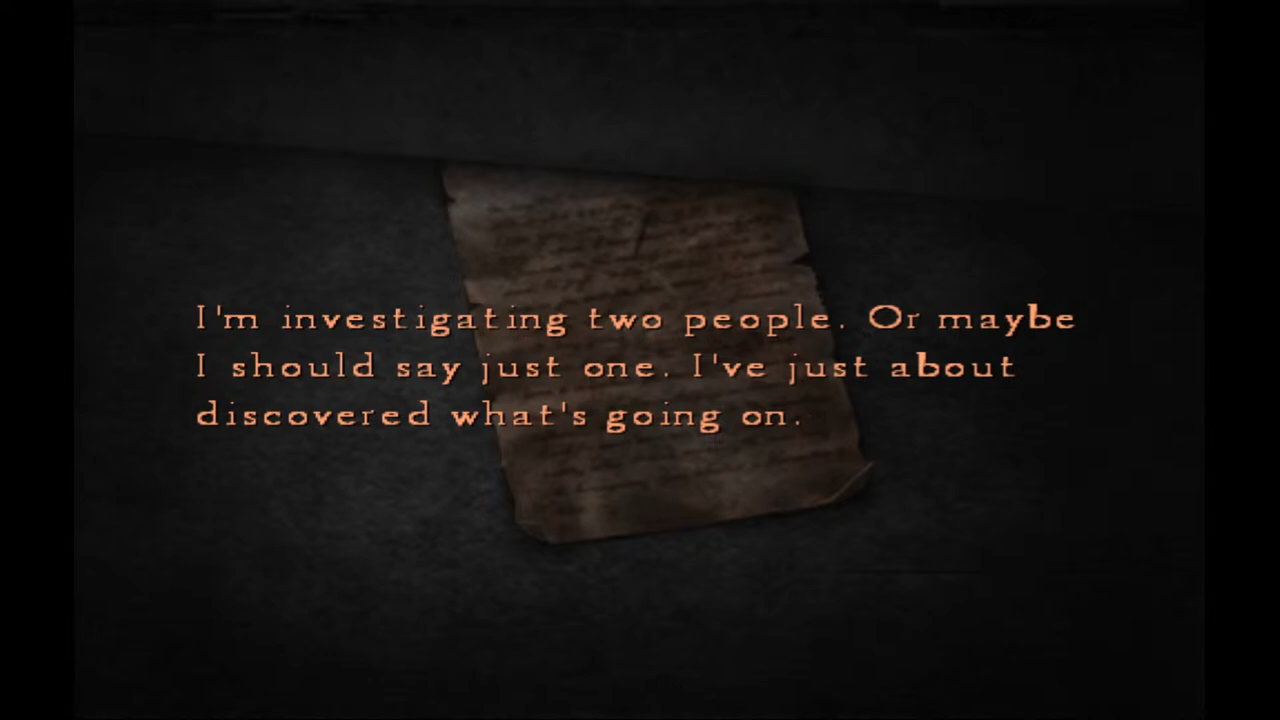 I'm investigating two people. Or maybe
I should say just one. I've just about
discovered what's going on.